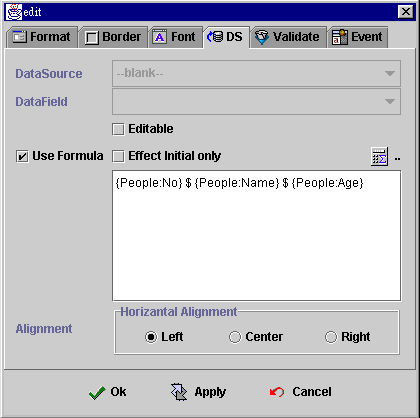 edit
Format Border Font DS Validate Event
DataSource --blank--
DataField
Editable
Use Formula Effect Initial only ..
{People:No} $ {People:Name} $ {People:Age}
Horizantal Alignment
Alignment Left Center Right
Ok Apply Cancel